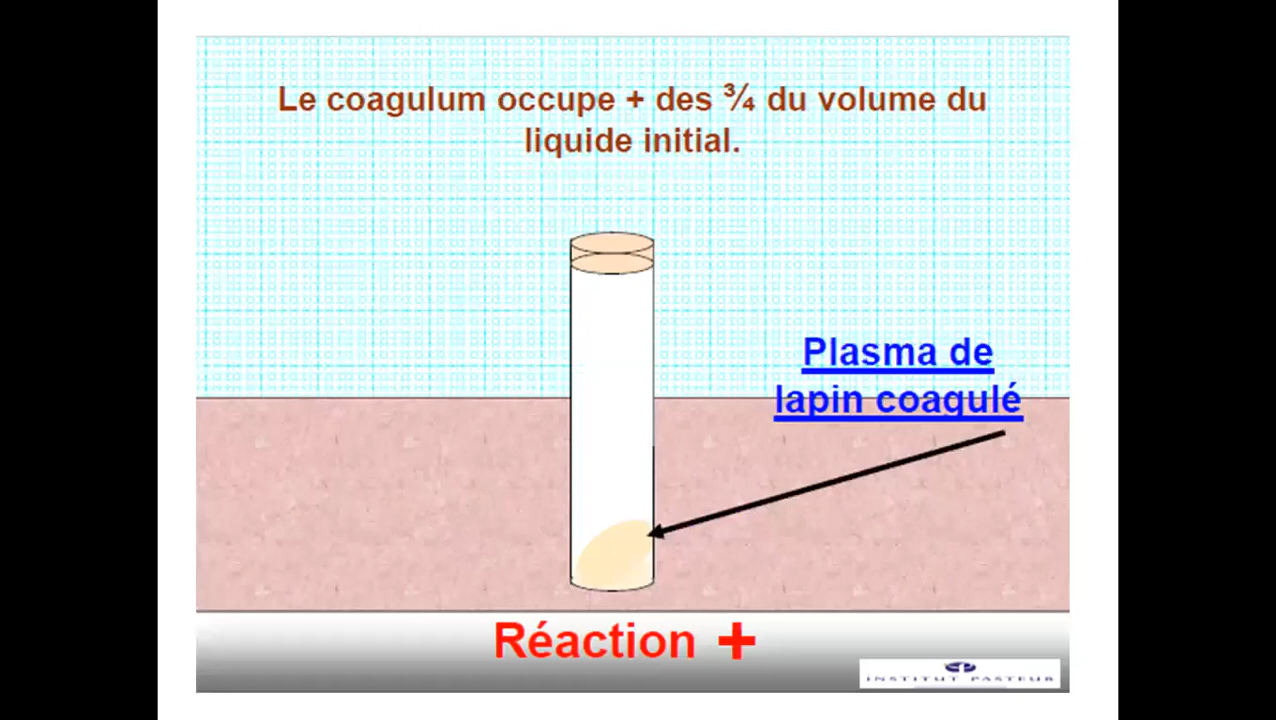 Le coagulum occupe + des ¾ du volume du
liquide initial.
Plasma de
lapin coagulé
Réaction +
INSTITUT PASTEUR